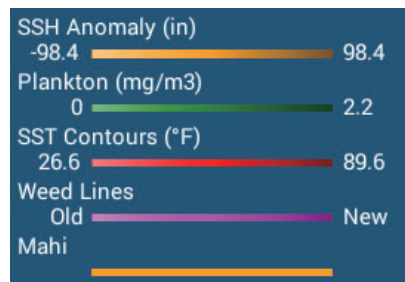 SSH Anomaly (in)
-98.4 98.4
Plankton (mg/m3)
0 2.2
SST Contours (°F)
26.6 89.6
Weed Lines
Old New
Mahi